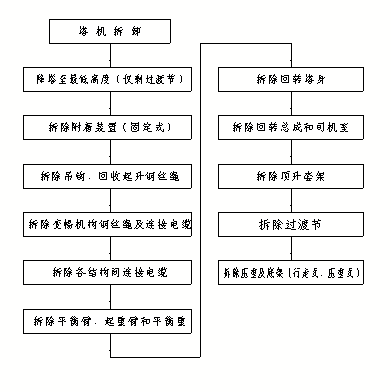 塔机拆卸
降塔至最低高度（仅剩过渡节）
拆除附着装置（固定式）
拆除吊钩、回收起升钢丝绳
拆除变幅机构钢丝绳及连接电缆
拆除各结构间连接电缆
拆除平衡臂、起重臂和平衡重
拆除回转塔身
拆除回转总成和司机室
拆除顶升套架
拆除过渡节
拆除压重及底架（行走式、压重式）